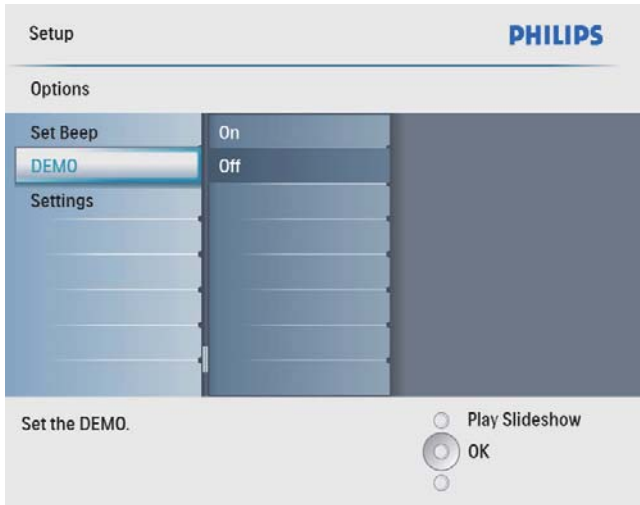 Setup
PHILIPS
Options
Set Beep
On
DEMO
Off
Settings
Set the DEMO.
Play Slideshow
OK